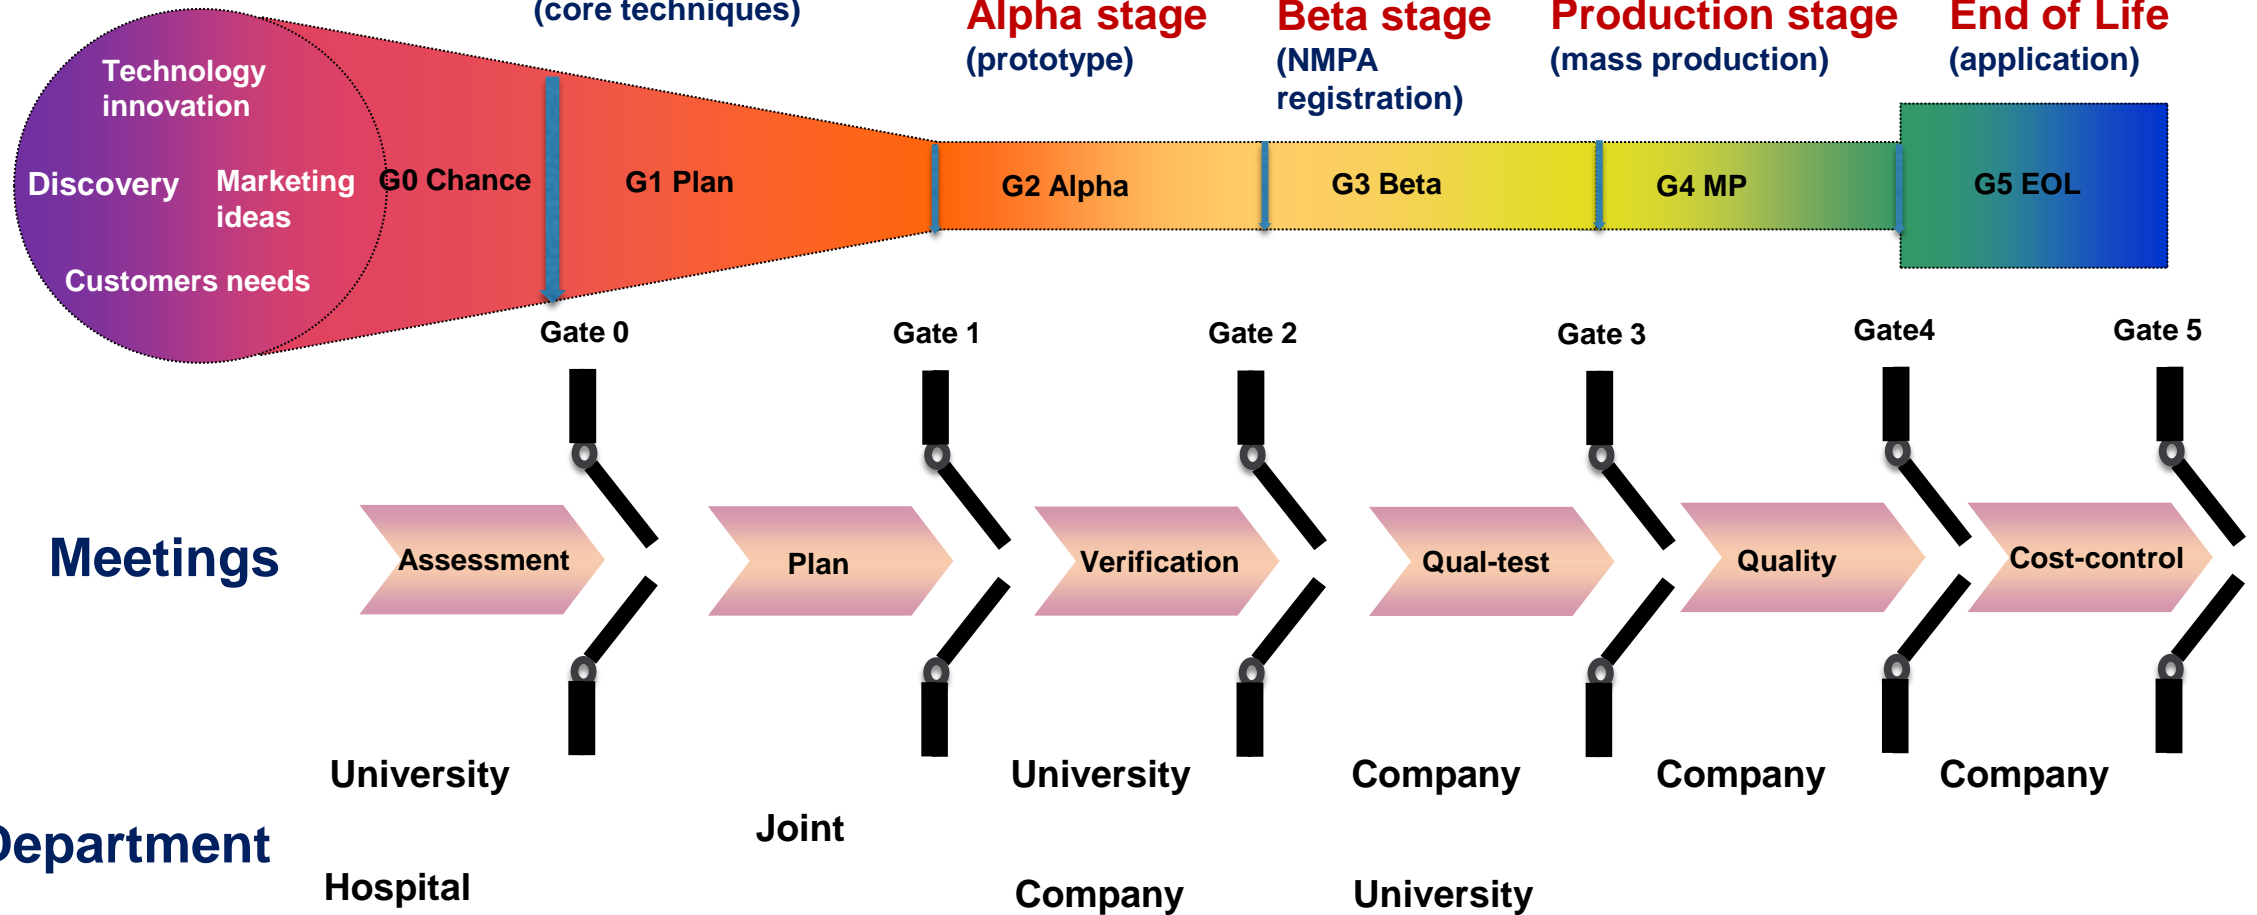 (core techniques)
Alpha stage
(prototype)
Beta stage
(NMPA
registration)
Production stage
(mass production)
End of Life
(application)
Technology
innovation
Discovery
Marketing
ideas
Customers needs
G0 Chance
G1 Plan
G2 Alpha
G3 Beta
G4 MP
G5 EOL
Gate 0
Gate 1
Gate 2
Gate 3
Gate4
Gate 5
Meetings
Assessment
Plan
Verification
Qual-test
Quality
Cost-control
Department
University
Hospital
Joint
University
Company
Company
University
Company
Company